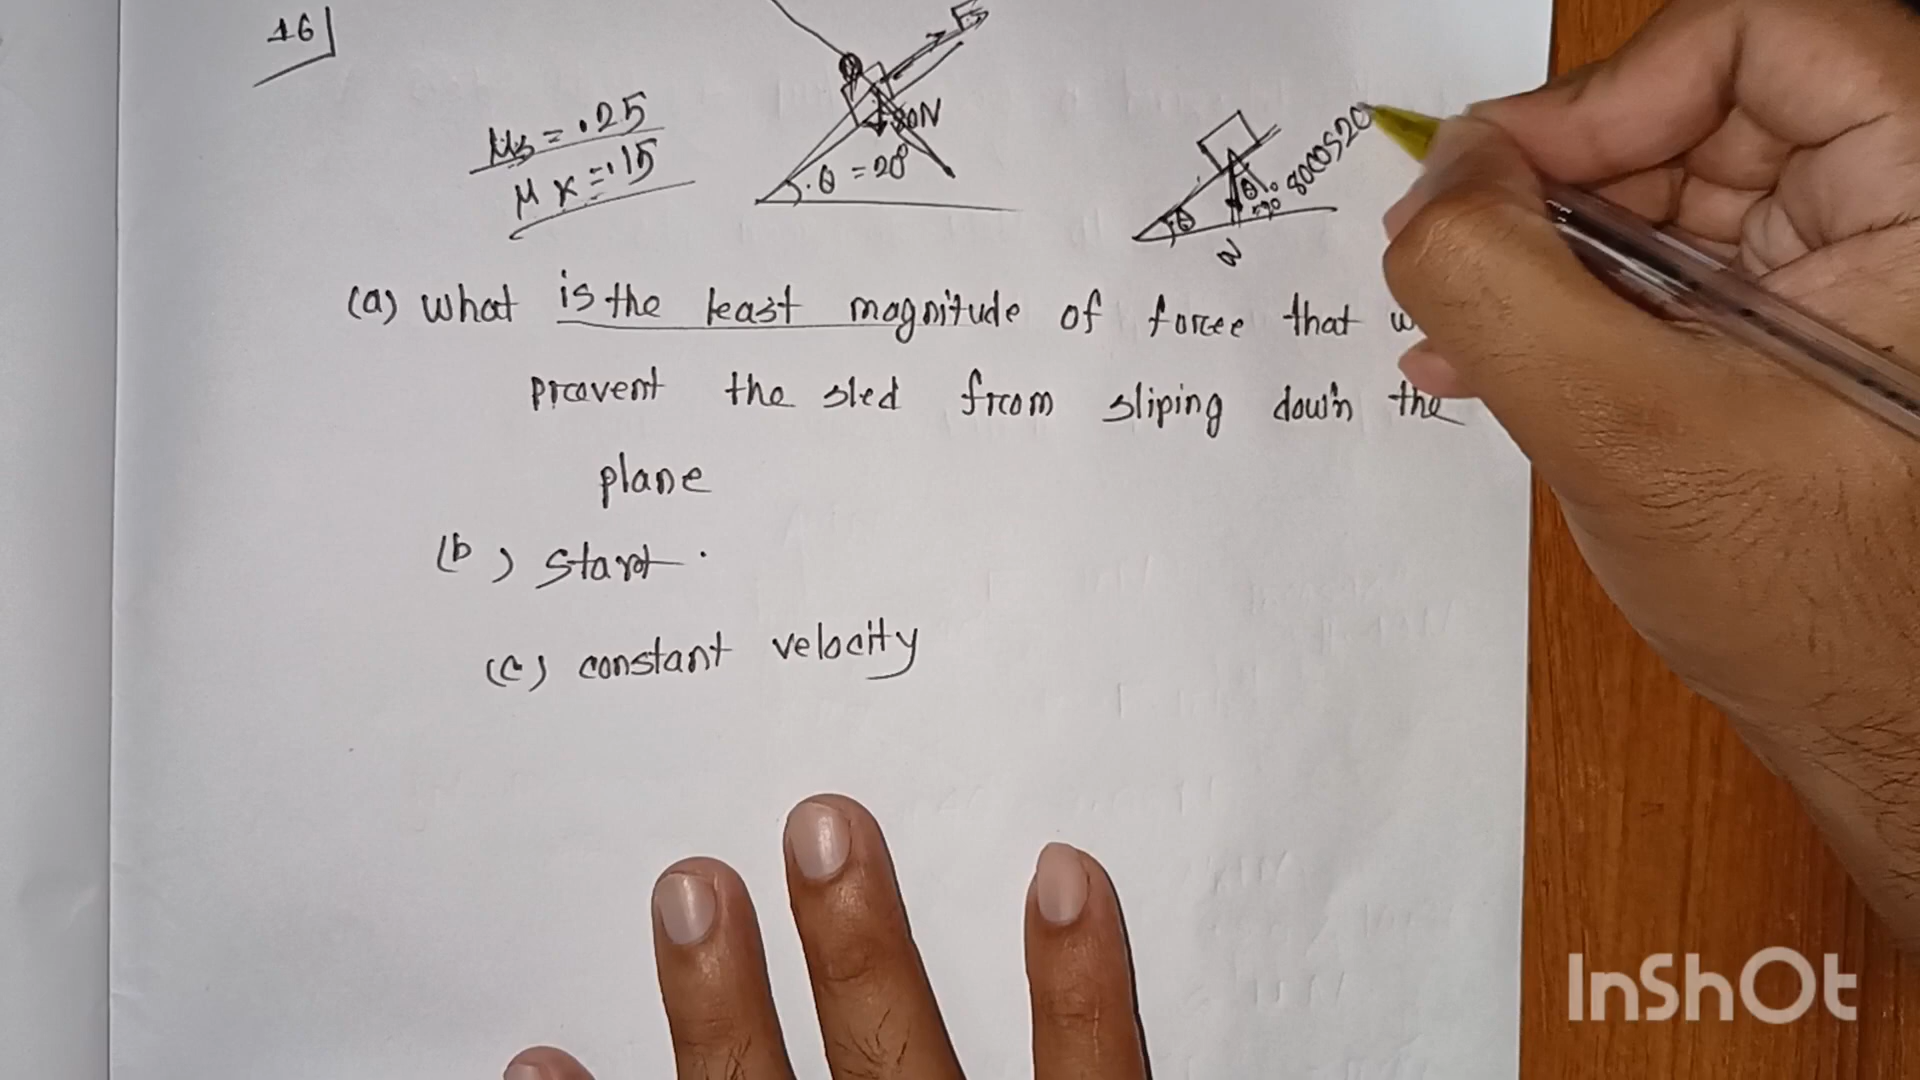 16
μs = .25
μk = .15
80N
θ = 20°
θ
θ
80cos20
(a) what is the least magnitude of force that
prevent the sled from sliping down the
plane
(b) start
(c) constant velocity
InShOt